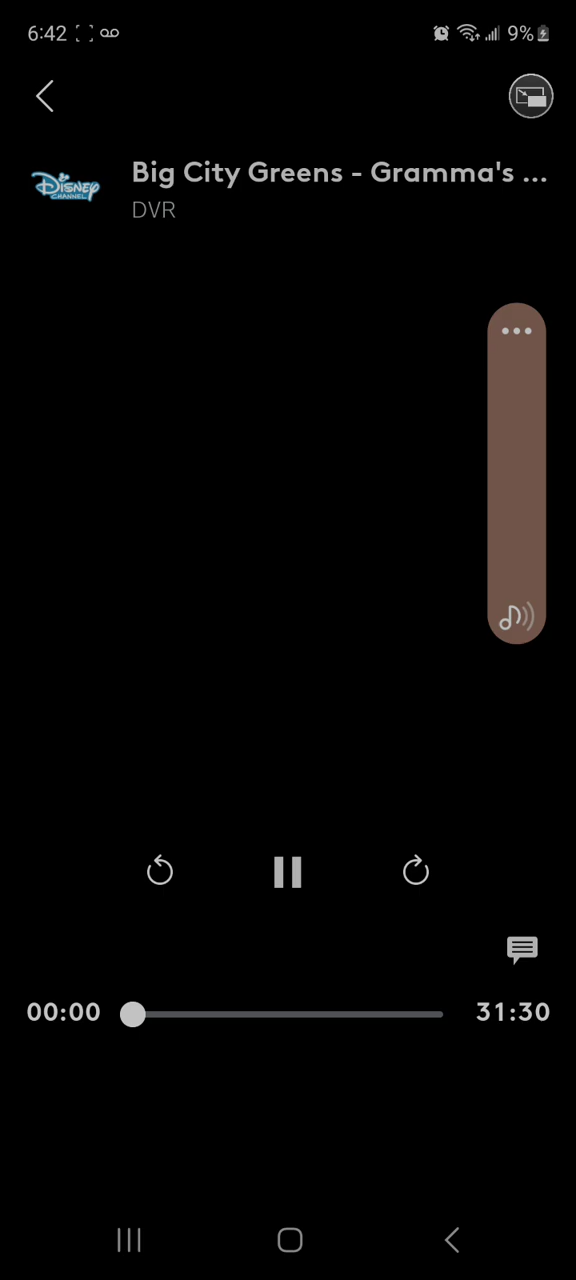 6:42
9%
Disney
CHANNEL
Big City Greens - Gramma's ...
DVR
00:00
31:30